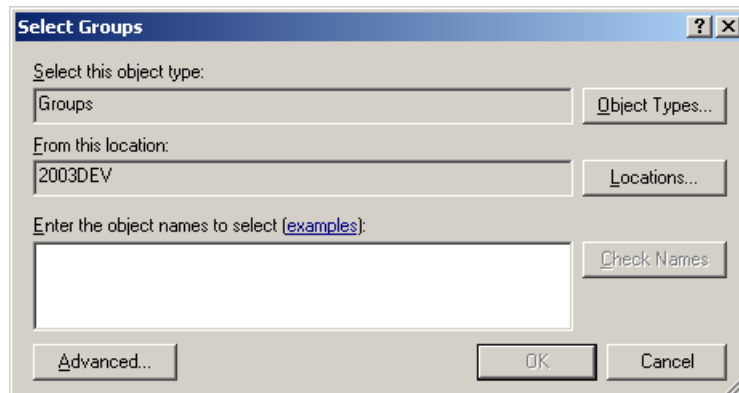 Select Groups
Select this object type:
Groups
Object Types...
From this location:
2003DEV
Locations...
Enter the object names to select (examples):
Check Names
Advanced...
OK
Cancel